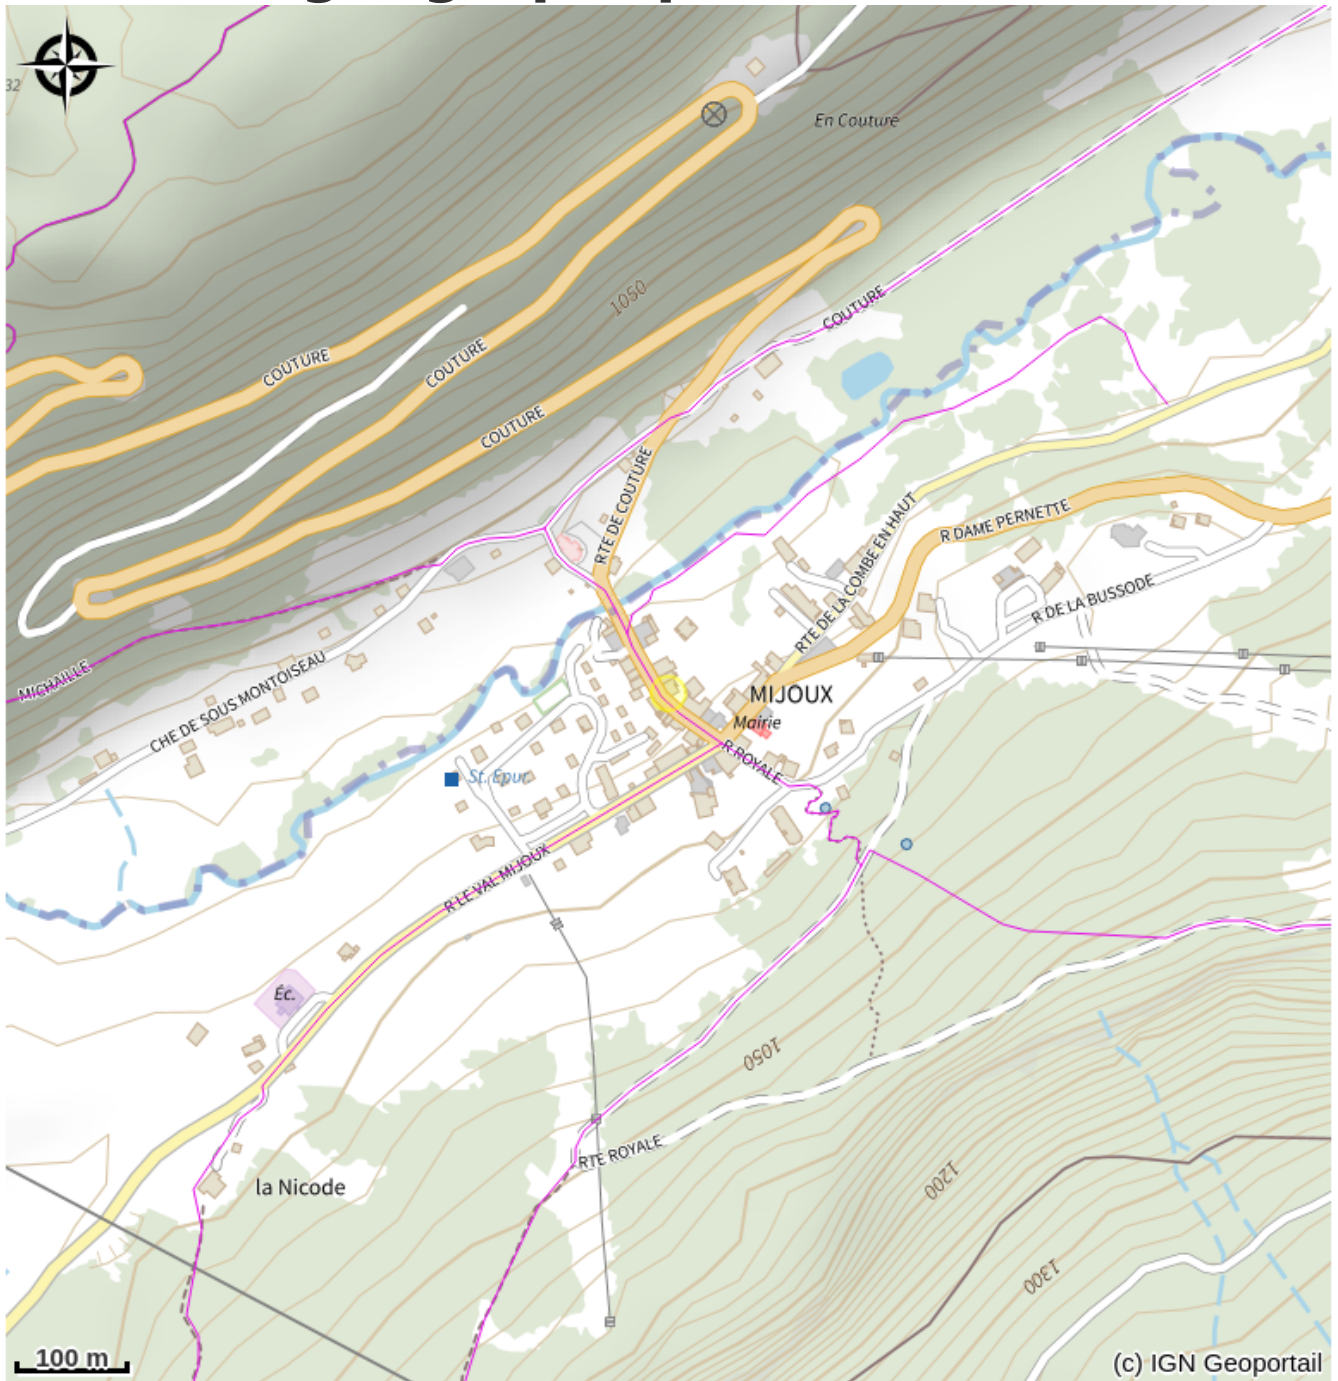 32
En Couture
1050
COUTURE
COUTURE
COUTURE
COUTURE
RTE DE COUTURE
RTE DE LA COMBE EN HAUT
R DAME PERNETTE
R DE LA BUSSODE
MICHAILLE
CHE DE SOUS MONTOISEAU
MIJOUX
Mairie
R ROYALE
St. Epur.
R LE VAL MIJOUX
Éc.
1050
RTE ROYALE
la Nicode
1200
1300
100 m
(c) IGN Geoportail